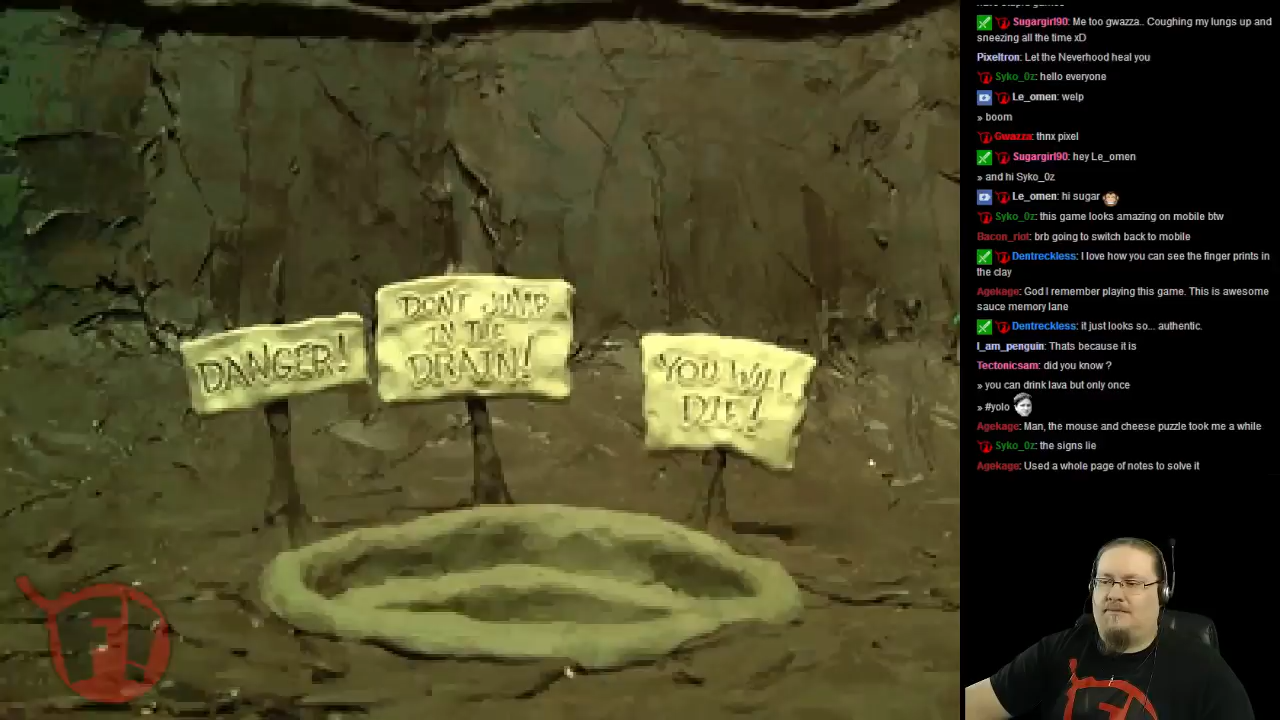 DANGER!
DONT JUMP
IN THE
DRAIN!
YOU WILL
DIE!
Sugargirl90: Me too gwazza.. Coughing my lungs up and
sneezing all the time xD
Pixeltron: Let the Neverhood heal you
Syko_0z: hello everyone
Le_omen: welp
» boom
Gwazza: thnx pixel
Sugargirl90: hey Le_omen
» and hi Syko_0z
Le_omen: hi sugar
Syko_0z: this game looks amazing on mobile btw
Bacon_riot: brb going to switch back to mobile
Dentreckless: I love how you can see the finger prints in
the clay
Agekage: God I remember playing this game. This is awesome
sauce memory lane
Dentreckless: it just looks so... authentic.
I_am_penguin: Thats because it is
Tectonicsam: did you know ?
» you can drink lava but only once
» #yolo
Agekage: Man, the mouse and cheese puzzle took me a while
Syko_0z: the signs lie
Agekage: Used a whole page of notes to solve it